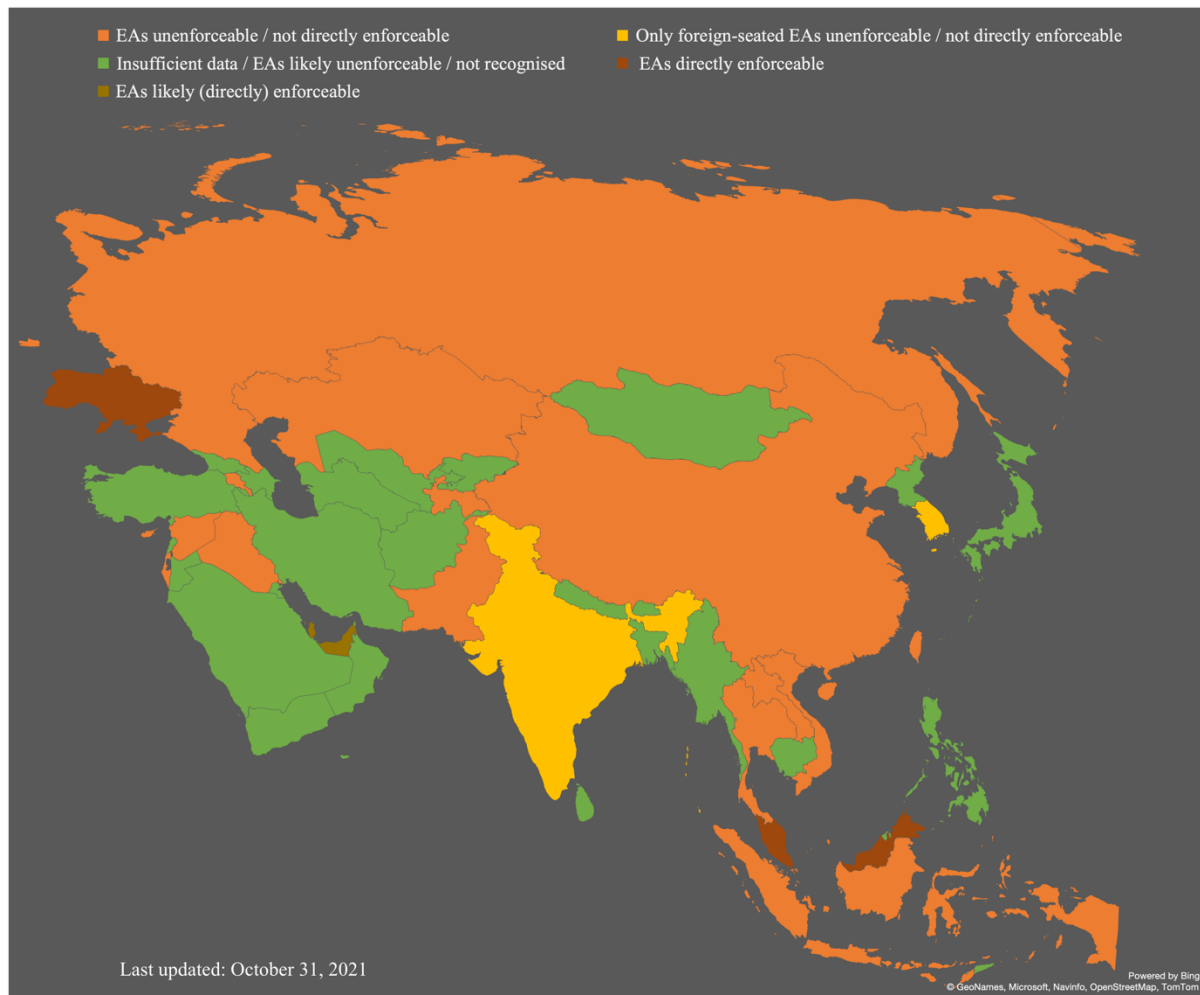 EAs unenforceable / not directly enforceable
Only foreign-seated EAs unenforceable / not directly enforceable
Insufficient data / EAs likely unenforceable / not recognised
EAs directly enforceable
EAs likely (directly) enforceable
Last updated: October 31, 2021
Powered by Bing
© GeoNames, Microsoft, Navinfo, OpenStreetMap, TomTom